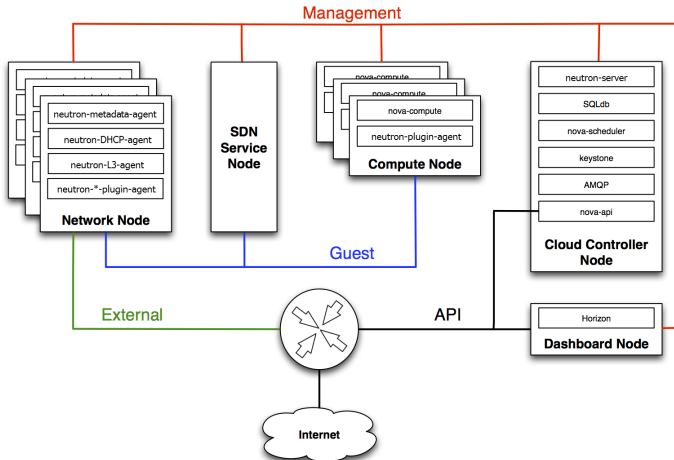 Management
nova-compute
nova-compute
nova-compute
neutron-plugin-agent
Compute Node
neutron-metadata-agent
neutron-DHCP-agent
neutron-L3-agent
neutron-*-plugin-agent
Network Node
SDN
Service
Node
neutron-server
SQLdb
nova-scheduler
keystone
AMQP
nova-api
Cloud Controller
Node
Guest
External
API
Horizon
Dashboard Node
Internet